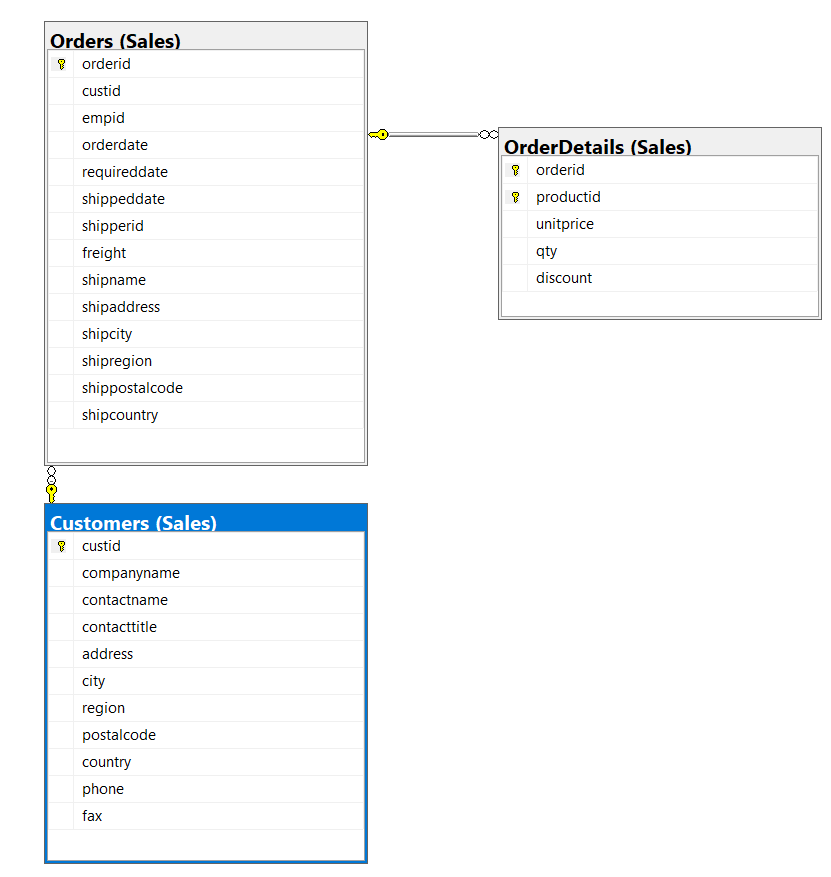 Orders (Sales)
orderid
custid
empid
orderdate
requireddate
shippeddate
shipperid
freight
shipname
shipaddress
shipcity
shipregion
shippostalcode
shipcountry
OrderDetails (Sales)
orderid
productid
unitprice
qty
discount
Customers (Sales)
custid
companyname
contactname
contacttitle
address
city
region
postalcode
country
phone
fax